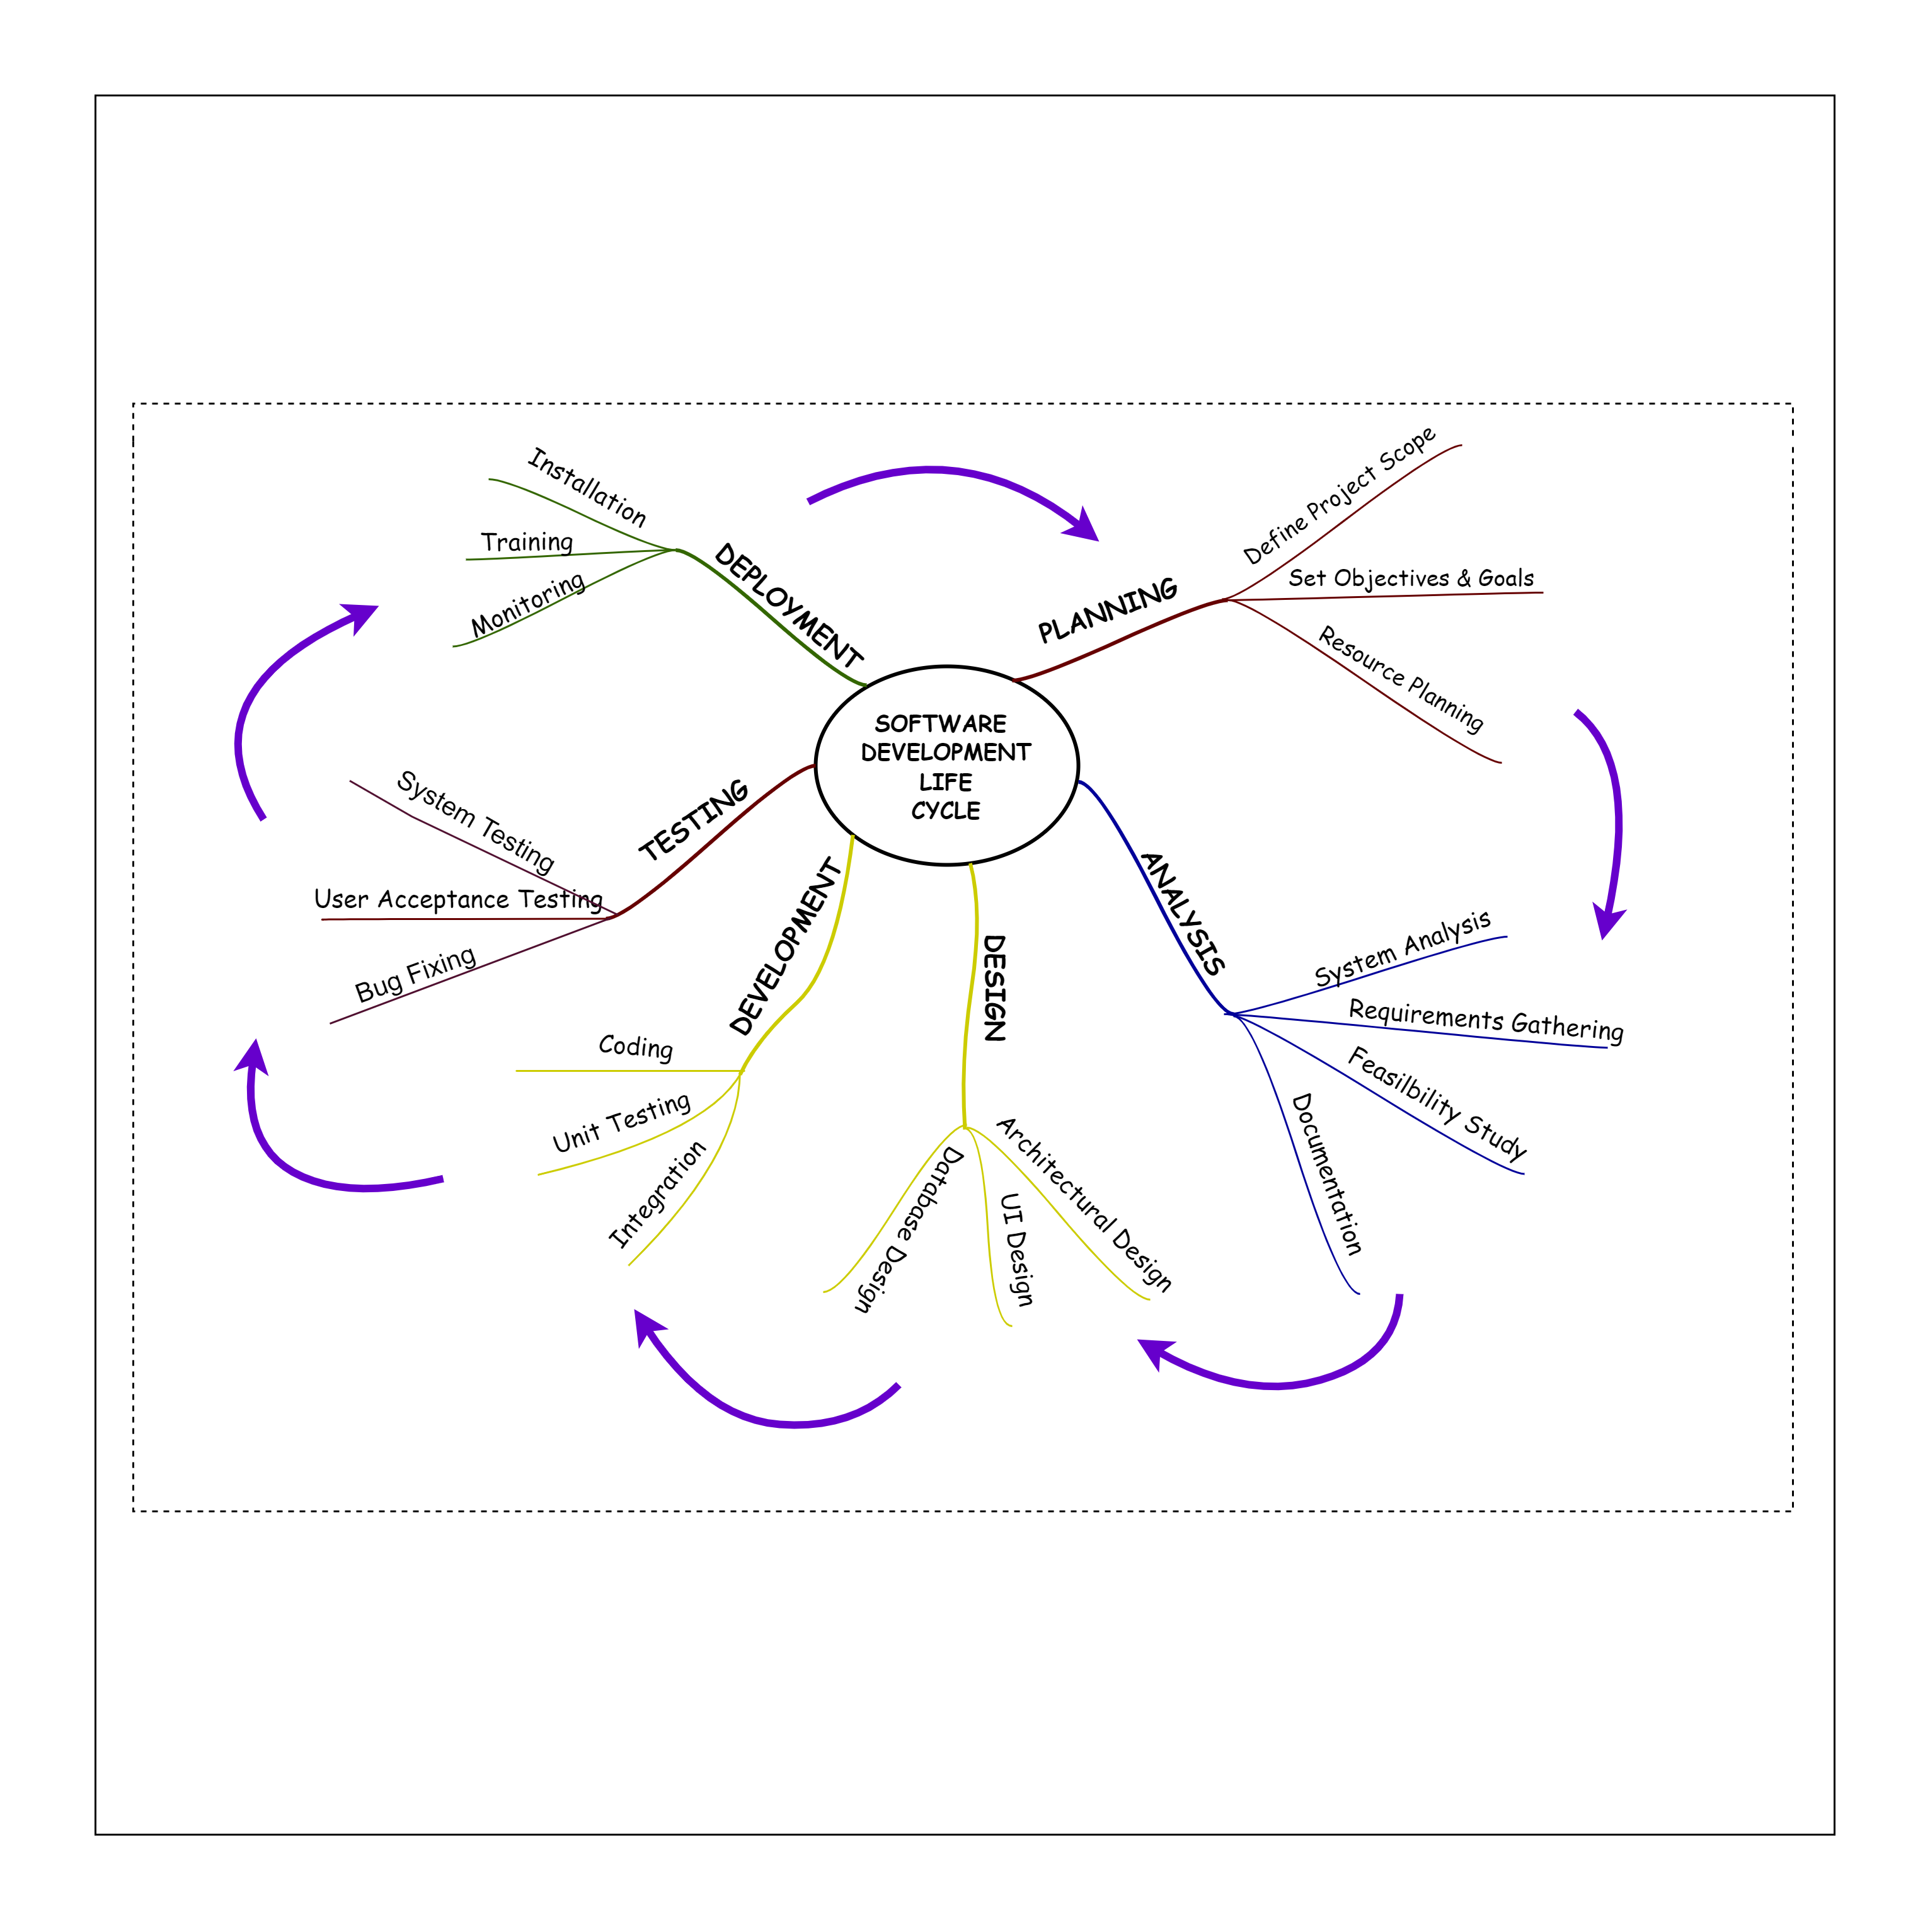 SOFTWARE
DEVELOPMENT
LIFE
CYCLE
PLANNING
Define Project Scope
Set Objectives & Goals
Resource Planning
ANALYSIS
System Analysis
Requirements Gathering
Feasilbility Study
Documentation
DESIGN
Architectural Design
UI Design
Database Design
DEVELOPMENT
Coding
Unit Testing
Integration
TESTING
System Testing
User Acceptance Testing
Bug Fixing
DEPLOYMENT
Installation
Training
Monitoring